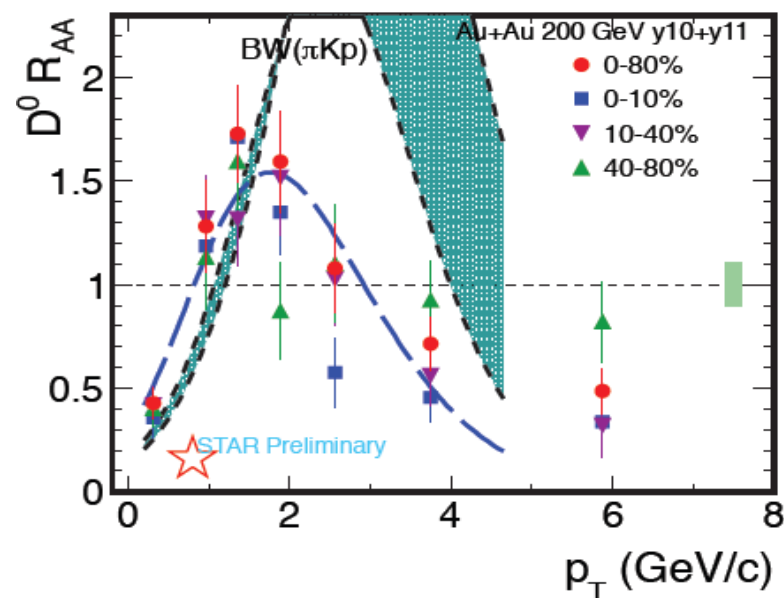 Au+Au 200 GeV y10+y11
BW(πKp)
0-80%
0-10%
10-40%
40-80%
D⁰ R_AA
2
1.5
1
0.5
0
STAR Preliminary
0 2 4 6 8
p_T (GeV/c)